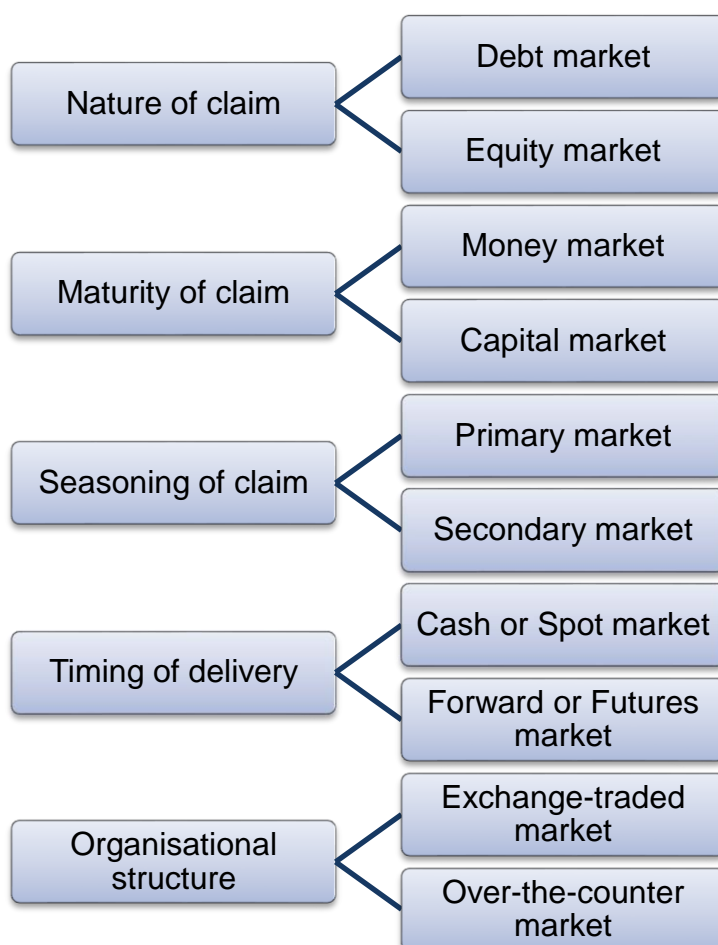 Nature of claim
Debt market
Equity market
Maturity of claim
Money market
Capital market
Seasoning of claim
Primary market
Secondary market
Timing of delivery
Cash or Spot market
Forward or Futures
market
Organisational
structure
Exchange-traded
market
Over-the-counter
market